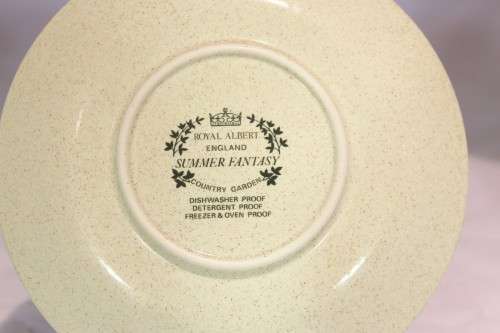 ROYAL ALBERT
ENGLAND
SUMMER FANTASY
COUNTRY GARDEN
DISHWASHER PROOF
DETERGENT PROOF
FREEZER & OVEN PROOF